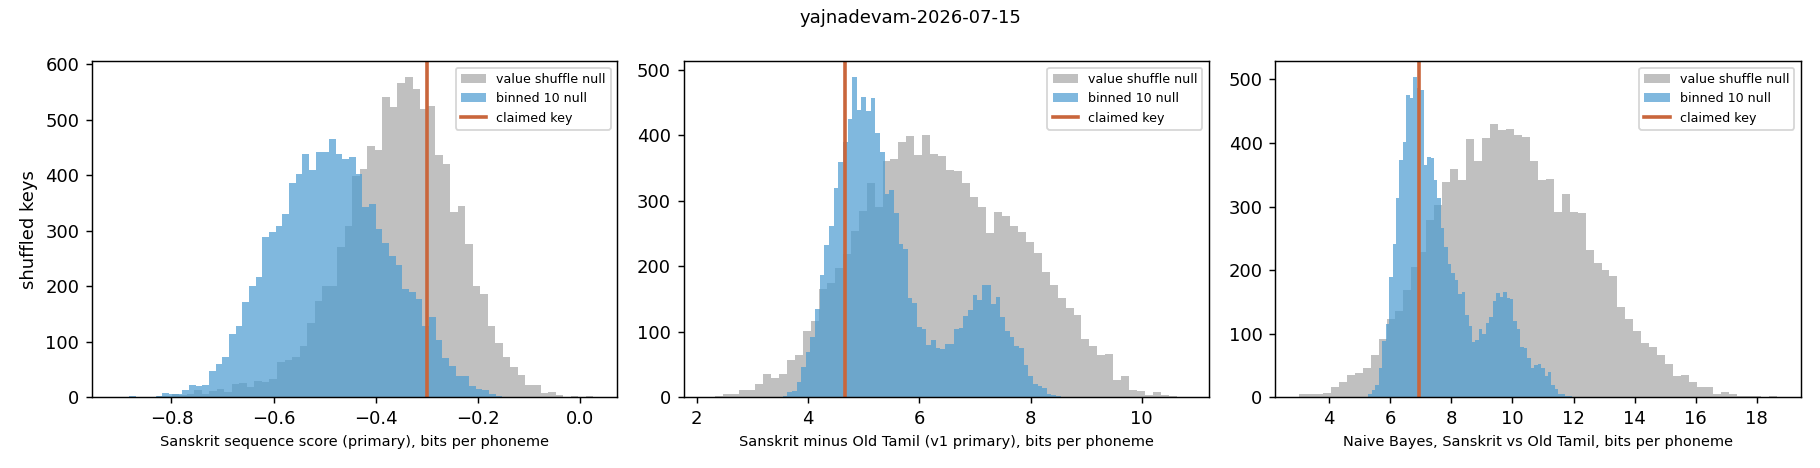 yajnadevam-2026-07-15
600
500
400
300
200
100
0
shuffled keys
−0.8 −0.6 −0.4 −0.2 0.0
Sanskrit sequence score (primary), bits per phoneme
value shuffle null
binned 10 null
claimed key
500
400
300
200
100
0
2 4 6 8 10
Sanskrit minus Old Tamil (v1 primary), bits per phoneme
value shuffle null
binned 10 null
claimed key
500
400
300
200
100
0
4 6 8 10 12 14 16 18
Naive Bayes, Sanskrit vs Old Tamil, bits per phoneme
value shuffle null
binned 10 null
claimed key